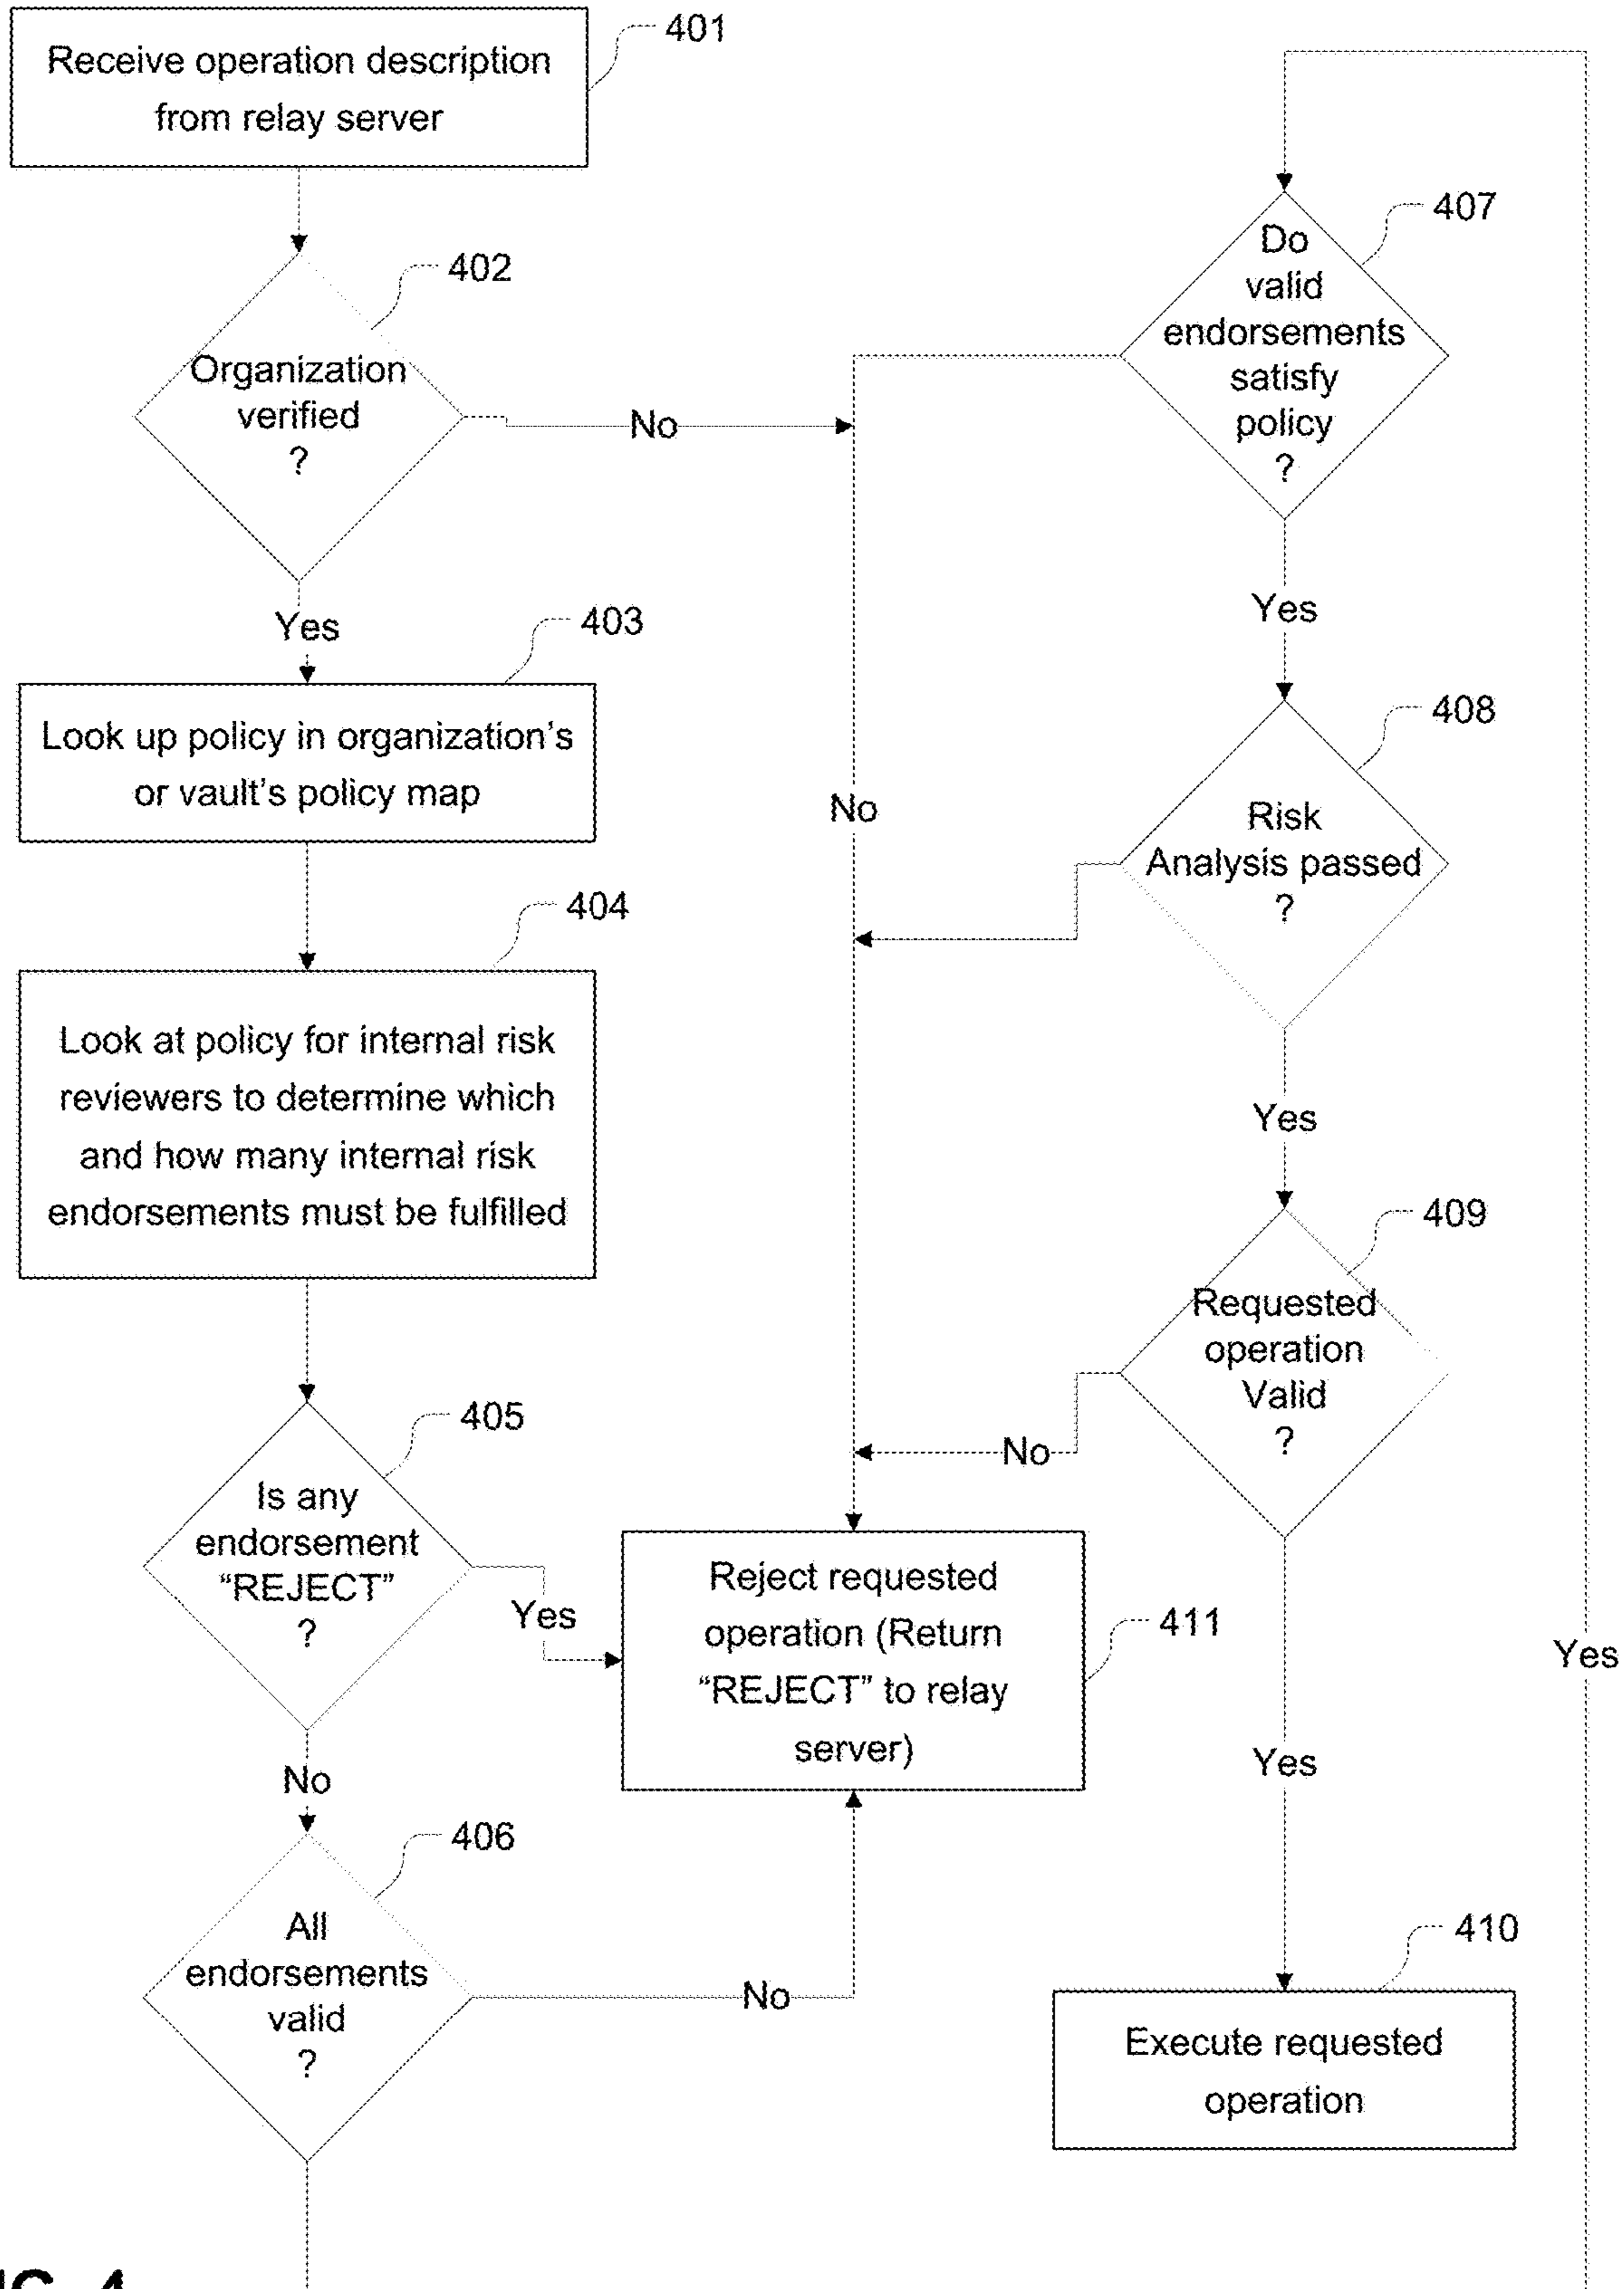 401
Receive operation description
from relay server
402
Organization
verified
?
No
Yes
403
Look up policy in organization's
or vault's policy map
404
Look at policy for internal risk
reviewers to determine which
and how many internal risk
endorsements must be fulfilled
405
Is any
endorsement
“REJECT”
?
Yes
No
406
All
endorsements
valid
?
No
407
Do
valid
endorsements
satisfy
policy
?
No
Yes
408
Risk
Analysis passed
?
Yes
409
Requested
operation
Valid
?
No
Yes
410
Execute requested
operation
411
Reject requested
operation (Return
“REJECT” to relay
server)
Yes